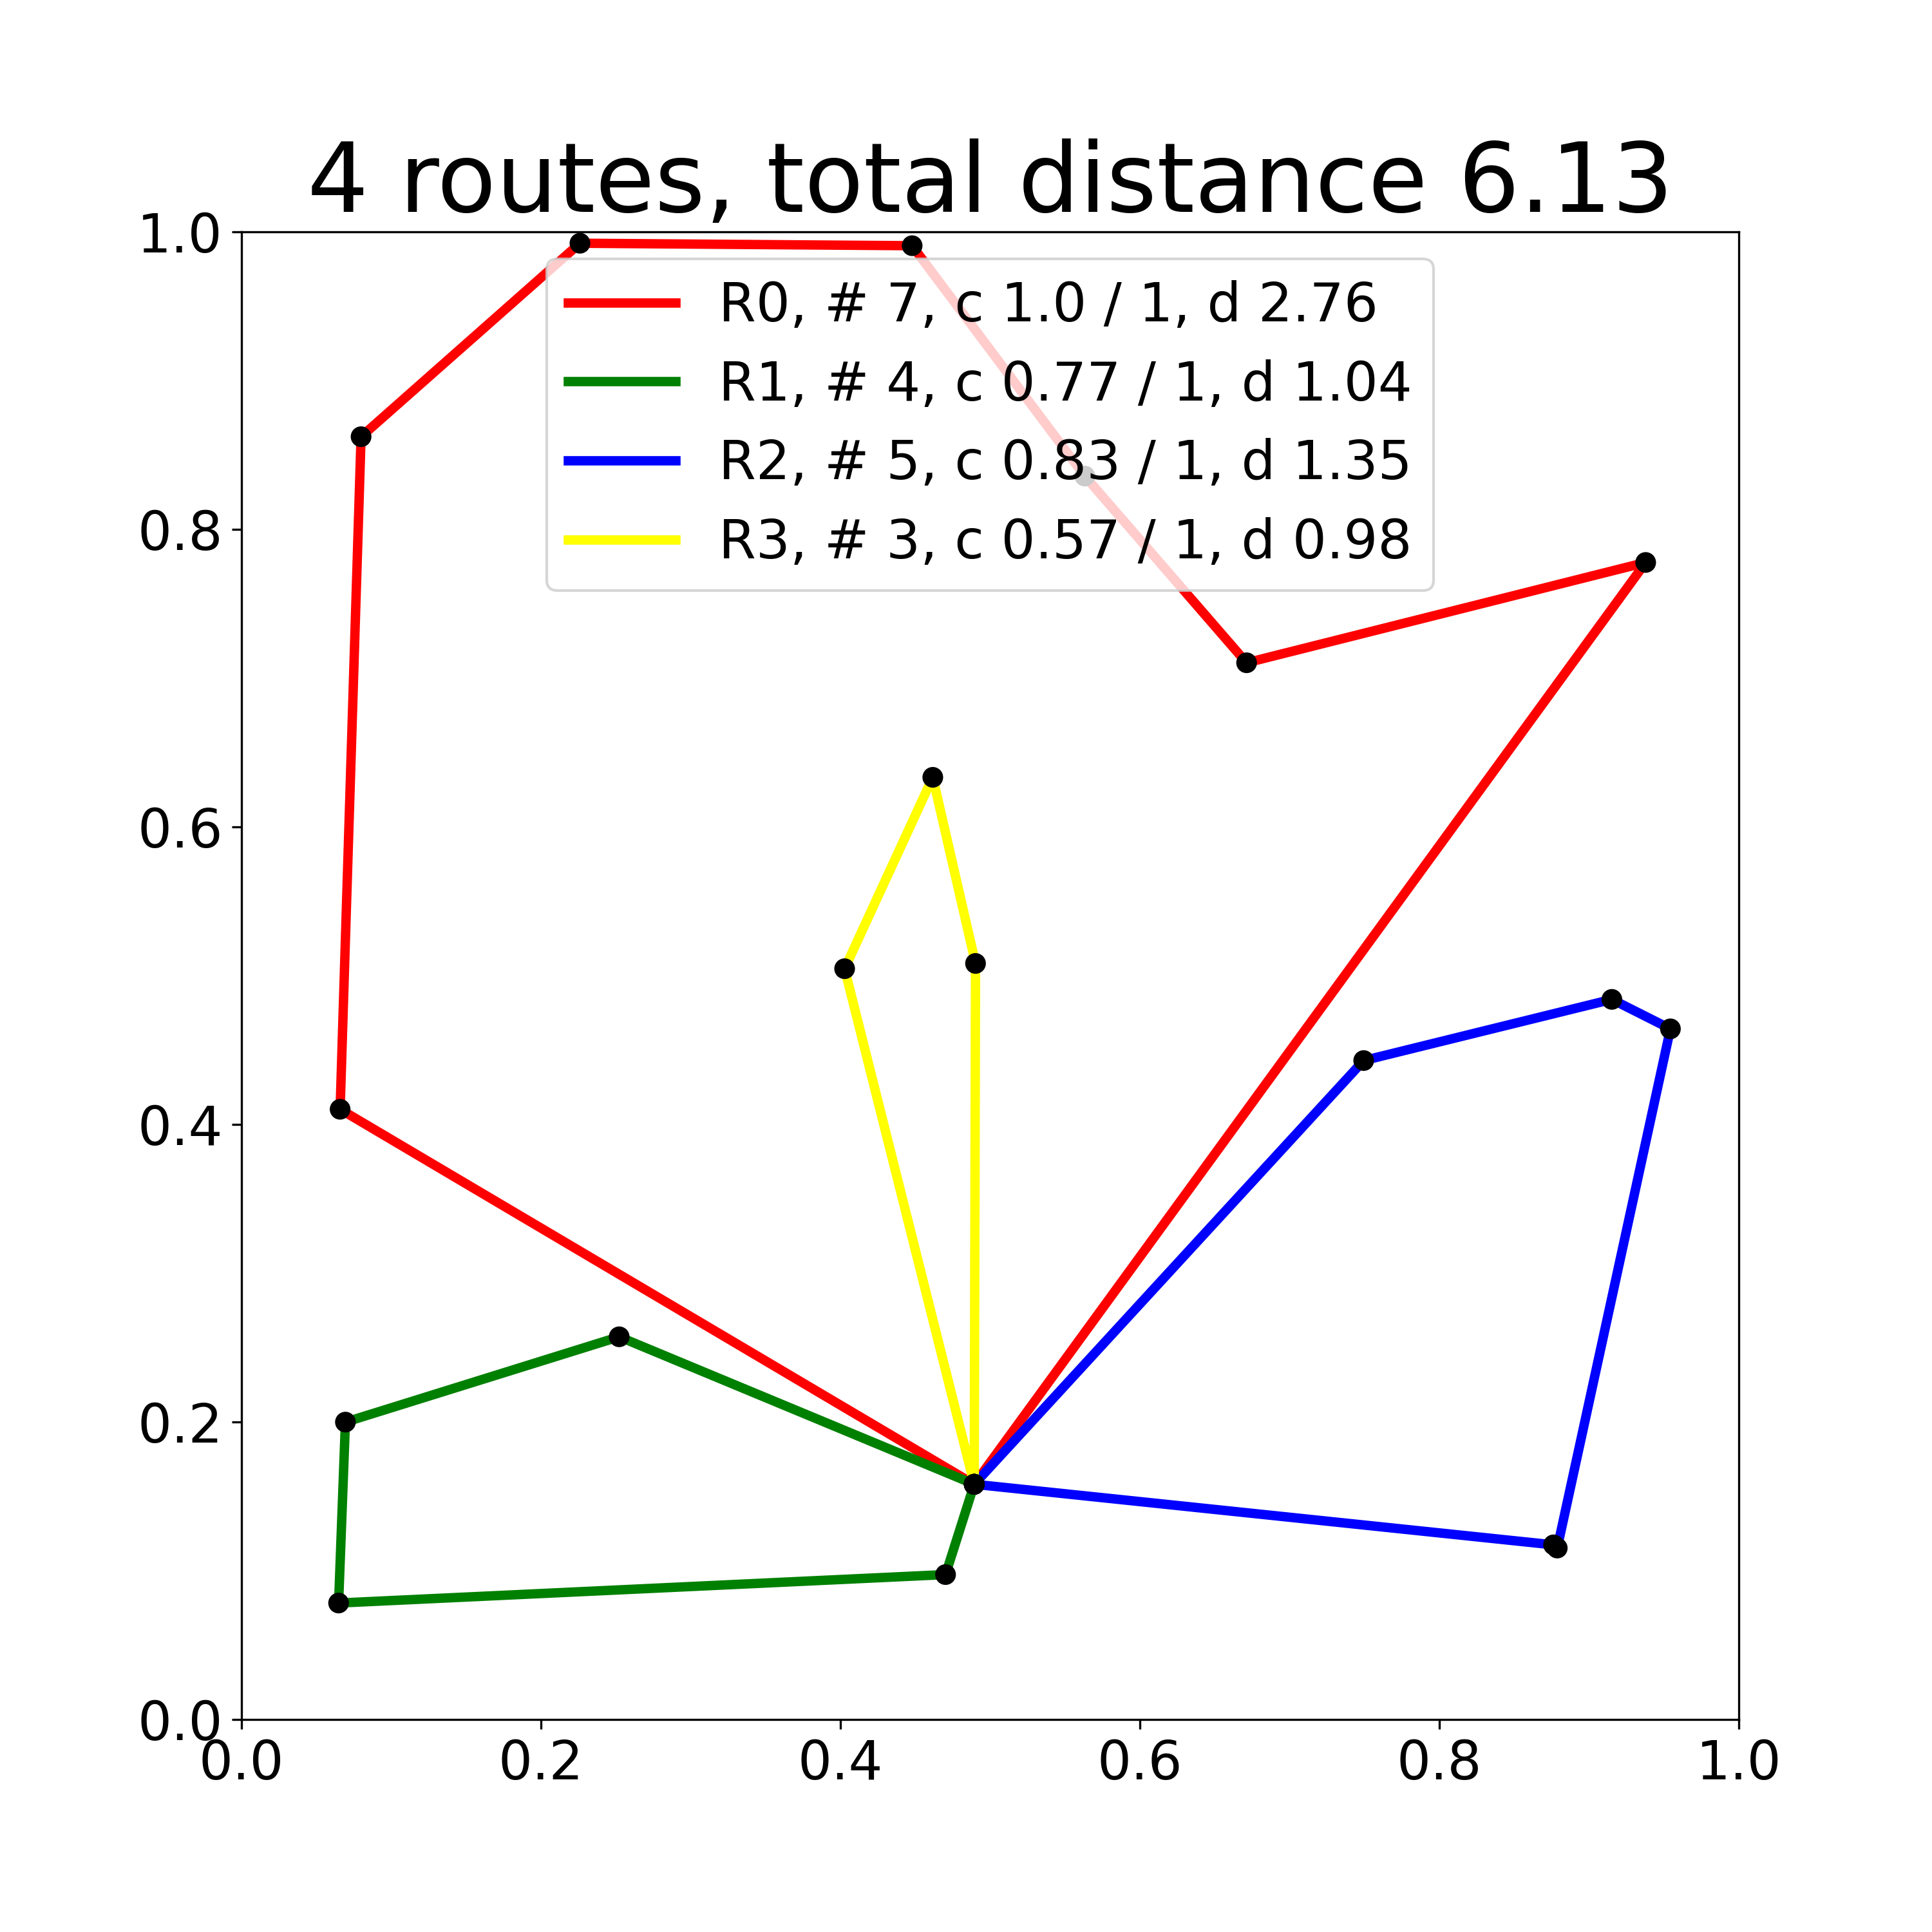 4 routes, total distance 6.13
R0, # 7, c 1.0 / 1, d 2.76
R1, # 4, c 0.77 / 1, d 1.04
R2, # 5, c 0.83 / 1, d 1.35
R3, # 3, c 0.57 / 1, d 0.98
1.0
0.8
0.6
0.4
0.2
0.0
0.0 0.2 0.4 0.6 0.8 1.0